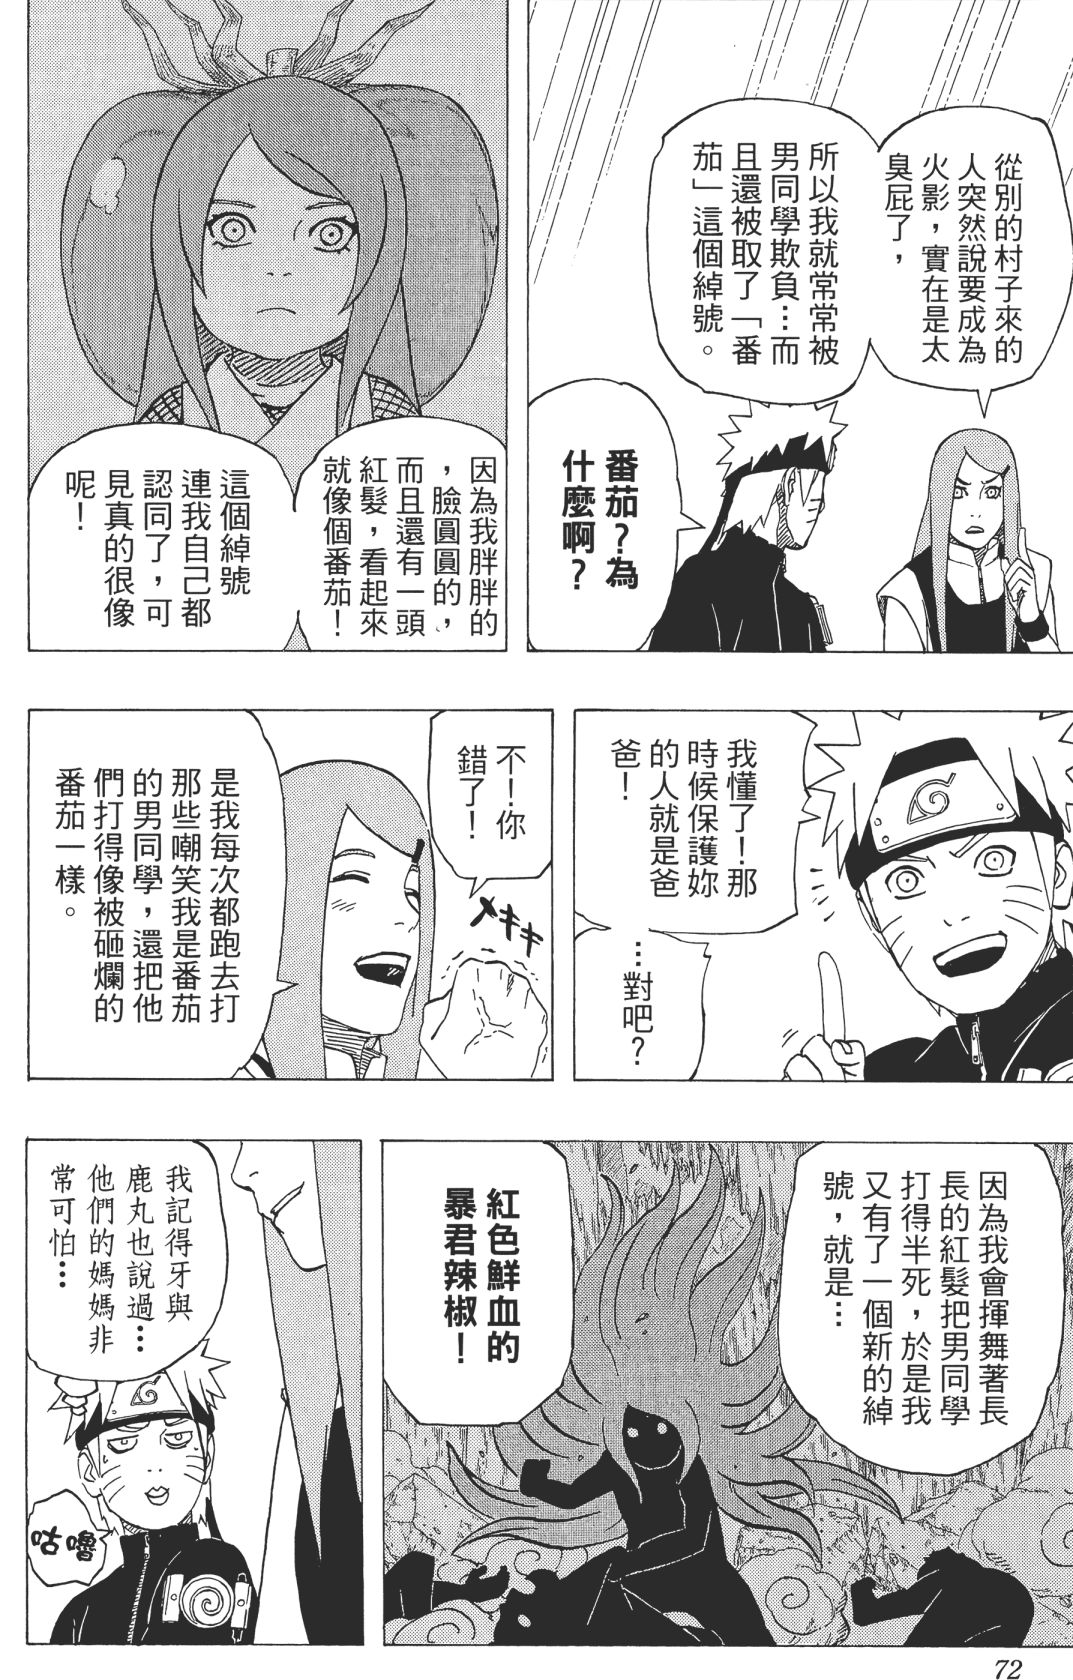 從別的村子來的
人突然說要成為
火影，實在是太
臭屁了，
所以我就常常被
男同學欺負…而
且還被取了「番
茄」這個綽號。
番茄？為
什麼啊？
因為我胖胖的
，臉圓圓的，
而且還有一頭
紅髮，看起來
就像個番茄！
這個綽號
連我自己都
認同了，可
見真的很像
呢！
我懂了！那
時候保護妳
的人就是爸
爸！
…對吧？
不！你
錯了！
メキキ
是我每次都跑去打
那些嘲笑我是番茄
的男同學，還把他
們打得像被砸爛的
番茄一樣。
因為我會揮舞著長
長的紅髮把男同學
打得半死，於是我
又有了一個新的綽
號，就是…
紅色鮮血的
暴君辣椒！
我記得牙與
鹿丸也說過…
他們的媽媽非
常可怕…
咕嚕
72